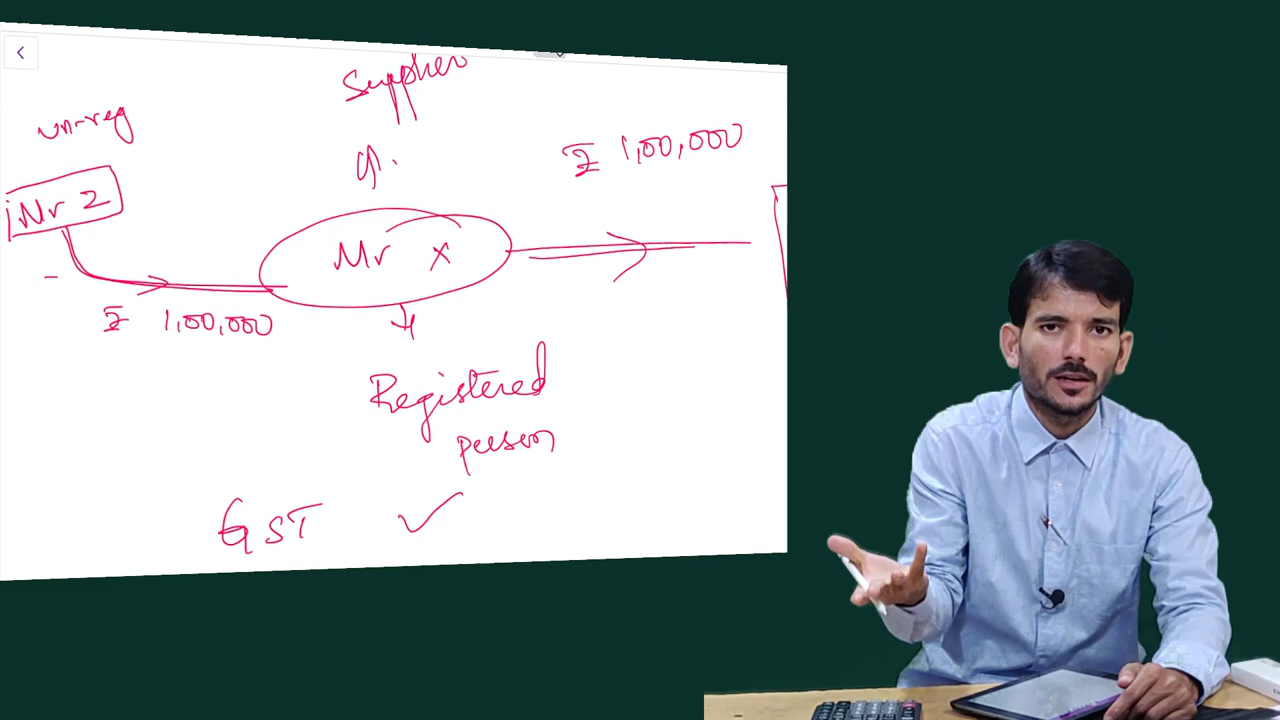 Supplier
un-reg
₹ 1,00,000
Mr Z
Mr X
₹ 1,00,000
Registered
person
GST